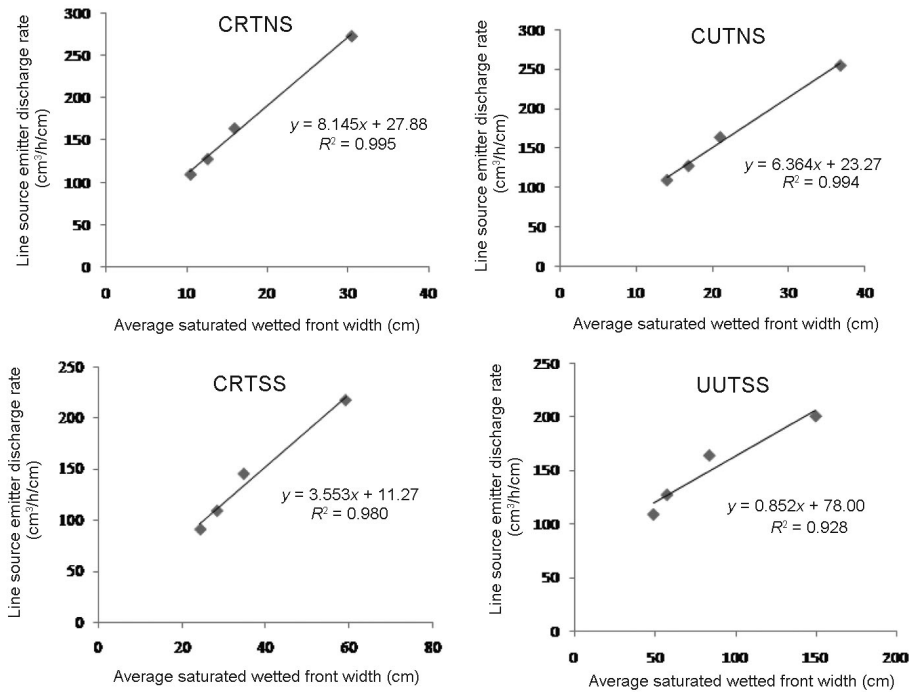 CRTNS
Line source emitter discharge rate
(cm³/h/cm)
300
250
200
150
100
50
0
y = 8.145x + 27.88
R² = 0.995
0 10 20 30 40
Average saturated wetted front width (cm)
CUTNS
Line source emitter discharge rate
(cm³/h/cm)
300
250
200
150
100
50
0
y = 6.364x + 23.27
R² = 0.994
0 10 20 30 40
Average saturated wetted front width (cm)
CRTSS
Line source emitter discharge rate
(cm³/h/cm)
250
200
150
100
50
0
y = 3.553x + 11.27
R² = 0.980
0 20 40 60 80
Average saturated wetted front width (cm)
UUTSS
Line source emitter discharge rate
(cm³/h/cm)
250
200
150
100
50
0
y = 0.852x + 78.00
R² = 0.928
0 50 100 150 200
Average saturated wetted front width (cm)